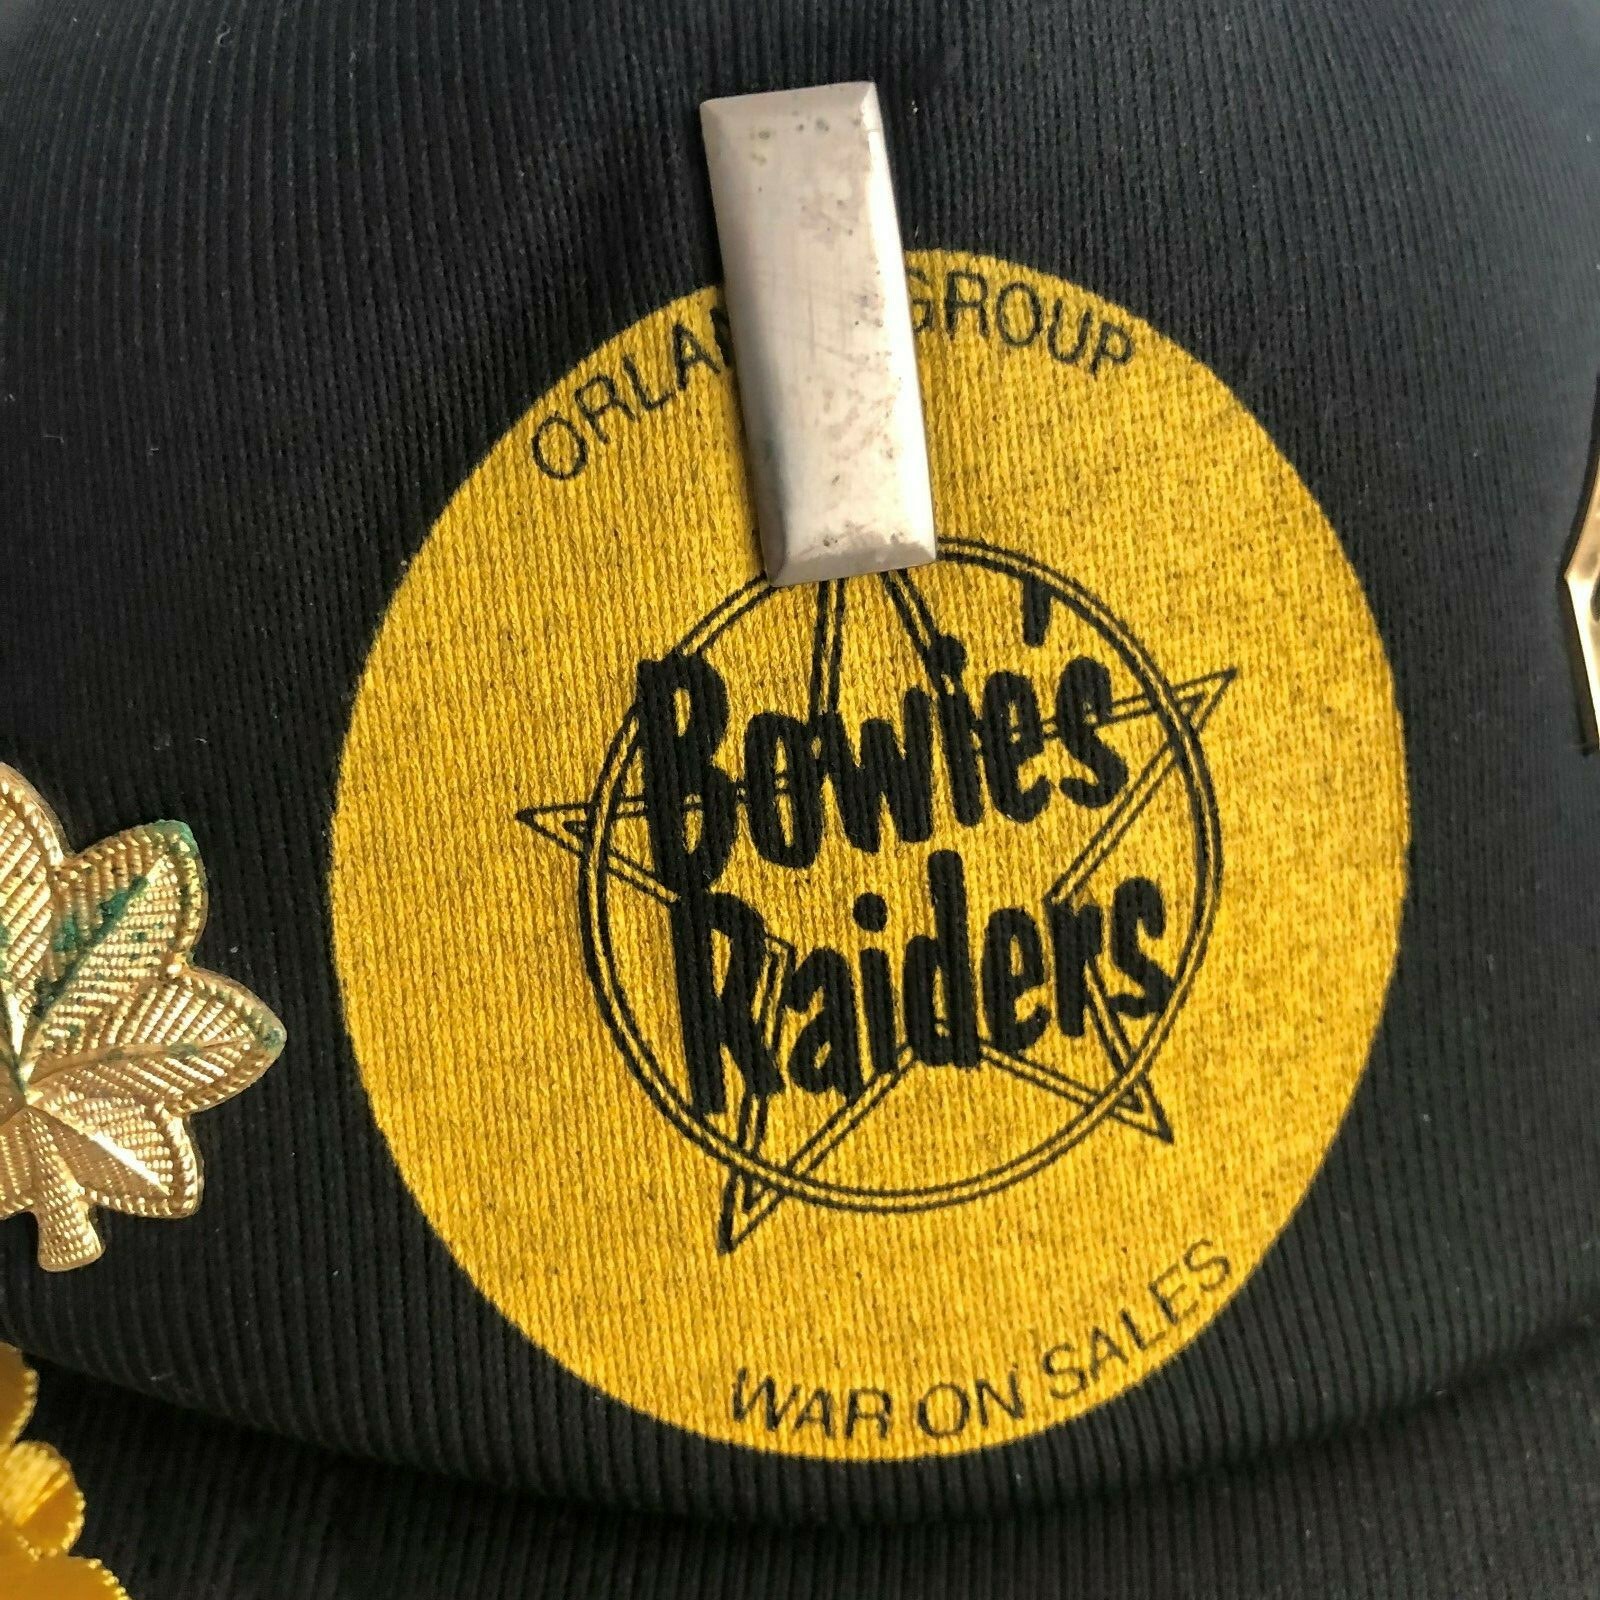 GROUP
Bowie's
Raiders
WAR ON SALES